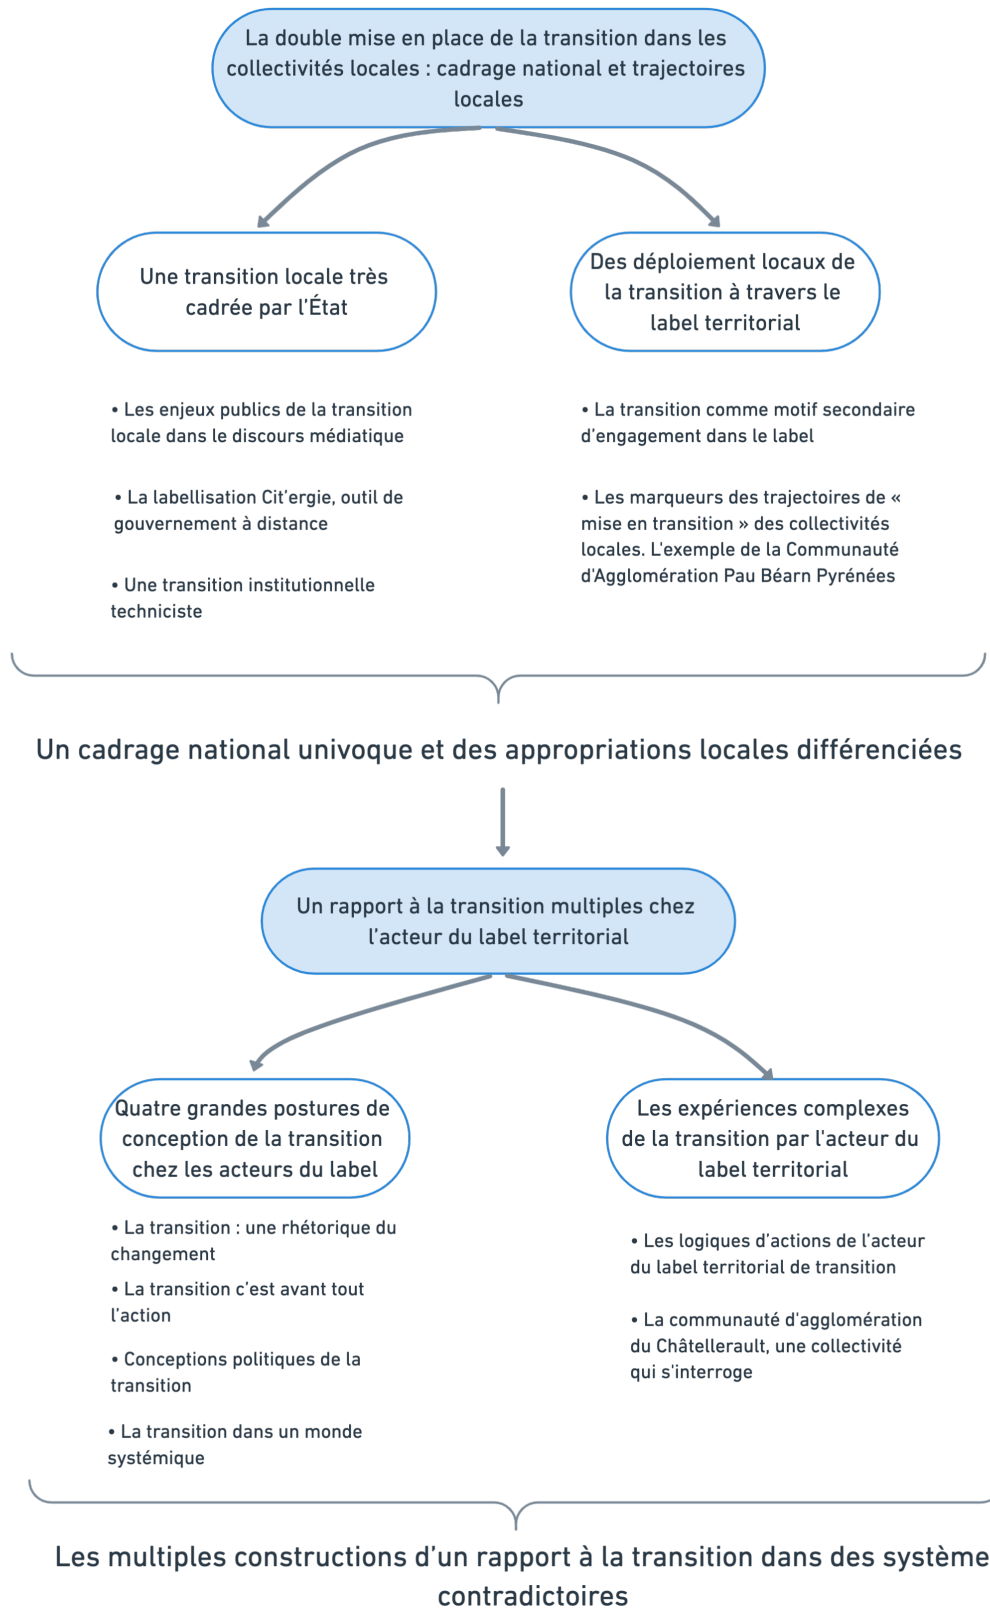 La double mise en place de la transition dans les
collectivités locales : cadrage national et trajectoires
locales
Une transition locale très
cadrée par l’État
Des déploiement locaux de
la transition à travers le
label territorial
• Les enjeux publics de la transition
locale dans le discours médiatique
• La labellisation Cit’ergie, outil de
gouvernement à distance
• Une transition institutionnelle
techniciste
• La transition comme motif secondaire
d’engagement dans le label
• Les marqueurs des trajectoires de «
mise en transition » des collectivités
locales. L'exemple de la Communauté
d'Agglomération Pau Béarn Pyrénées
Un cadrage national univoque et des appropriations locales différenciées
Un rapport à la transition multiples chez
l’acteur du label territorial
Quatre grandes postures de
conception de la transition
chez les acteurs du label
Les expériences complexes
de la transition par l'acteur du
label territorial
• La transition : une rhétorique du
changement
• La transition c’est avant tout
l’action
• Conceptions politiques de la
transition
• La transition dans un monde
systémique
• Les logiques d’actions de l’acteur
du label territorial de transition
• La communauté d'agglomération
du Châtellerault, une collectivité
qui s'interroge
Les multiples constructions d’un rapport à la transition dans des système
contradictoires